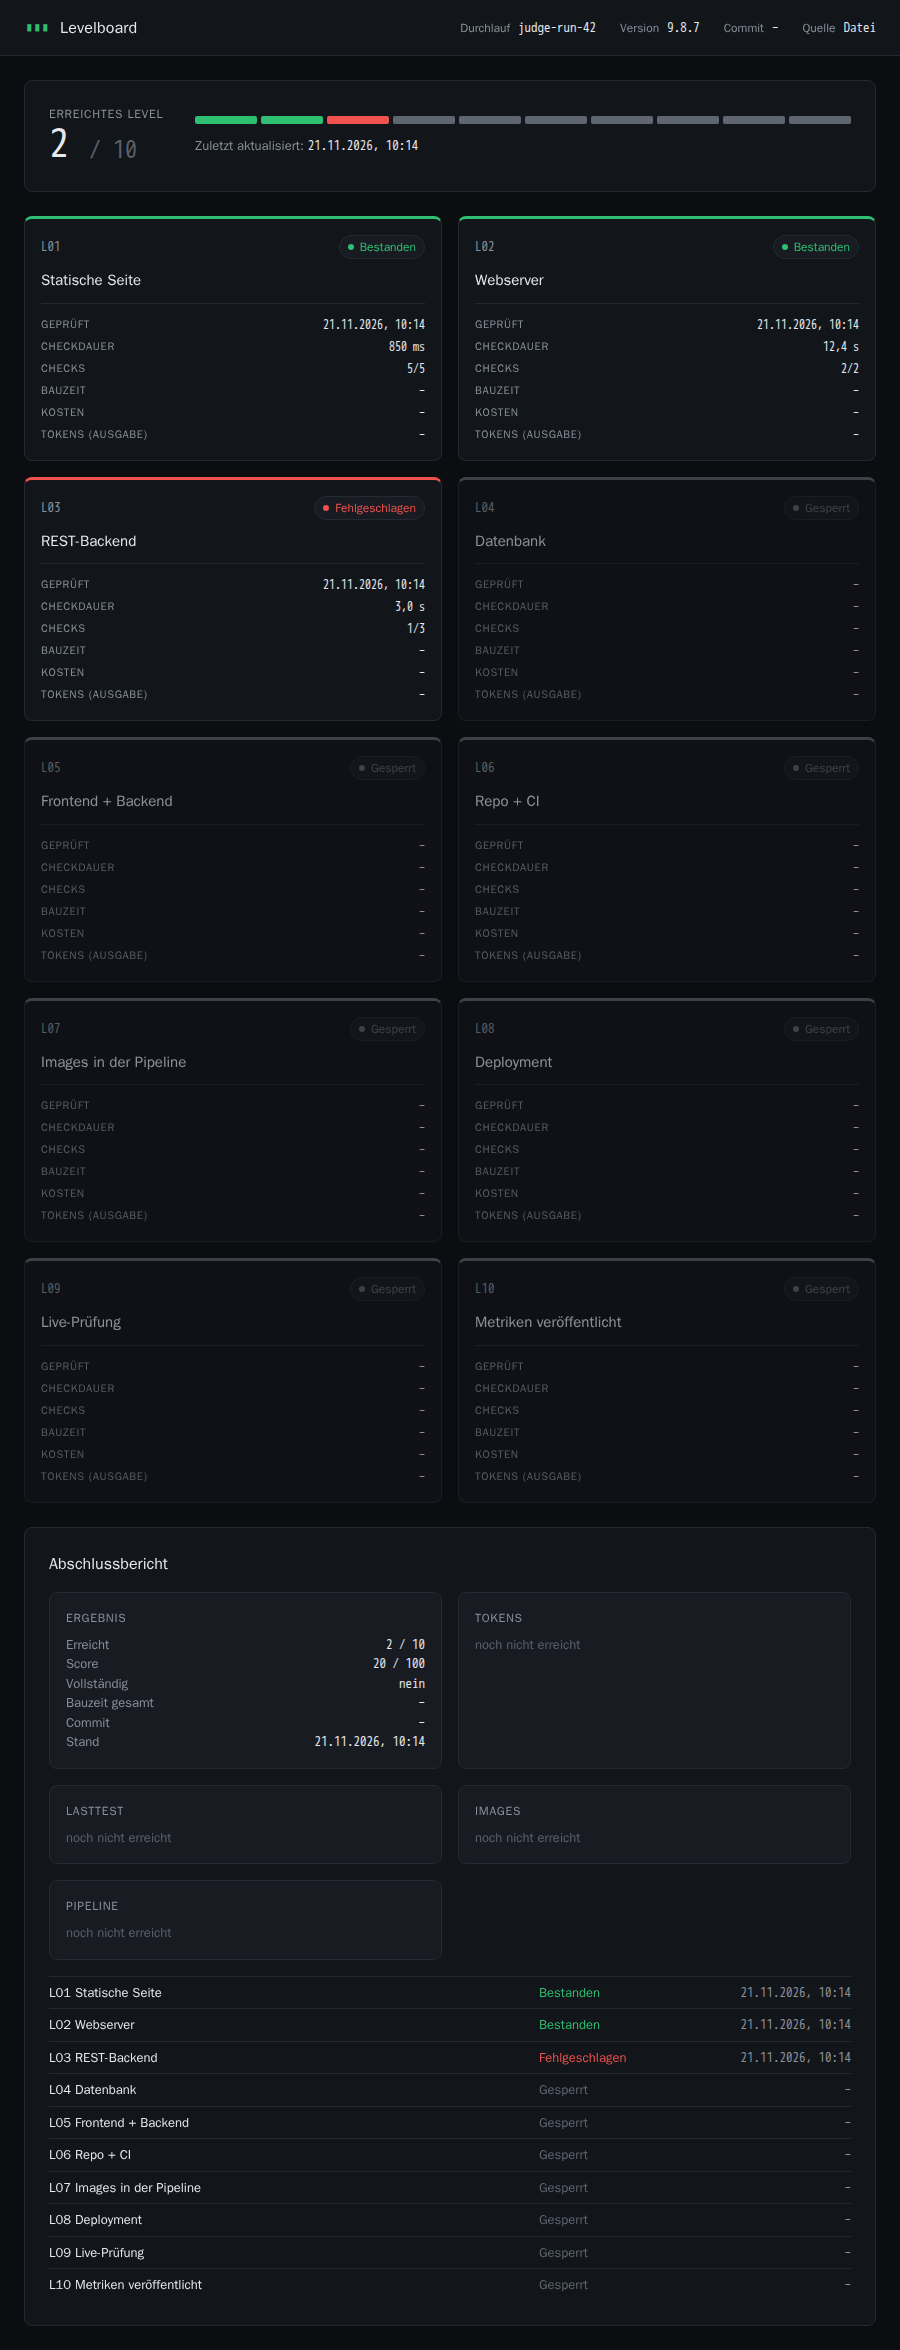 Levelboard
Durchlauf judge-run-42 Version 9.8.7 Commit – Quelle Datei
ERREICHTES LEVEL
2 / 10
Zuletzt aktualisiert: 21.11.2026, 10:14
L01 Bestanden
Statische Seite
GEPRÜFT 21.11.2026, 10:14
CHECKDAUER 850 ms
CHECKS 5/5
BAUZEIT –
KOSTEN –
TOKENS (AUSGABE) –
L02 Bestanden
Webserver
GEPRÜFT 21.11.2026, 10:14
CHECKDAUER 12,4 s
CHECKS 2/2
BAUZEIT –
KOSTEN –
TOKENS (AUSGABE) –
L03 Fehlgeschlagen
REST-Backend
GEPRÜFT 21.11.2026, 10:14
CHECKDAUER 3,0 s
CHECKS 1/3
BAUZEIT –
KOSTEN –
TOKENS (AUSGABE) –
L04 Gesperrt
Datenbank
GEPRÜFT –
CHECKDAUER –
CHECKS –
BAUZEIT –
KOSTEN –
TOKENS (AUSGABE) –
L05 Gesperrt
Frontend + Backend
GEPRÜFT –
CHECKDAUER –
CHECKS –
BAUZEIT –
KOSTEN –
TOKENS (AUSGABE) –
L06 Gesperrt
Repo + CI
GEPRÜFT –
CHECKDAUER –
CHECKS –
BAUZEIT –
KOSTEN –
TOKENS (AUSGABE) –
L07 Gesperrt
Images in der Pipeline
GEPRÜFT –
CHECKDAUER –
CHECKS –
BAUZEIT –
KOSTEN –
TOKENS (AUSGABE) –
L08 Gesperrt
Deployment
GEPRÜFT –
CHECKDAUER –
CHECKS –
BAUZEIT –
KOSTEN –
TOKENS (AUSGABE) –
L09 Gesperrt
Live-Prüfung
GEPRÜFT –
CHECKDAUER –
CHECKS –
BAUZEIT –
KOSTEN –
TOKENS (AUSGABE) –
L10 Gesperrt
Metriken veröffentlicht
GEPRÜFT –
CHECKDAUER –
CHECKS –
BAUZEIT –
KOSTEN –
TOKENS (AUSGABE) –
Abschlussbericht
ERGEBNIS
Erreicht 2 / 10
Score 20 / 100
Vollständig nein
Bauzeit gesamt –
Commit –
Stand 21.11.2026, 10:14
TOKENS
noch nicht erreicht
LASTTEST
noch nicht erreicht
IMAGES
noch nicht erreicht
PIPELINE
noch nicht erreicht
L01 Statische Seite Bestanden 21.11.2026, 10:14
L02 Webserver Bestanden 21.11.2026, 10:14
L03 REST-Backend Fehlgeschlagen 21.11.2026, 10:14
L04 Datenbank Gesperrt –
L05 Frontend + Backend Gesperrt –
L06 Repo + CI Gesperrt –
L07 Images in der Pipeline Gesperrt –
L08 Deployment Gesperrt –
L09 Live-Prüfung Gesperrt –
L10 Metriken veröffentlicht Gesperrt –